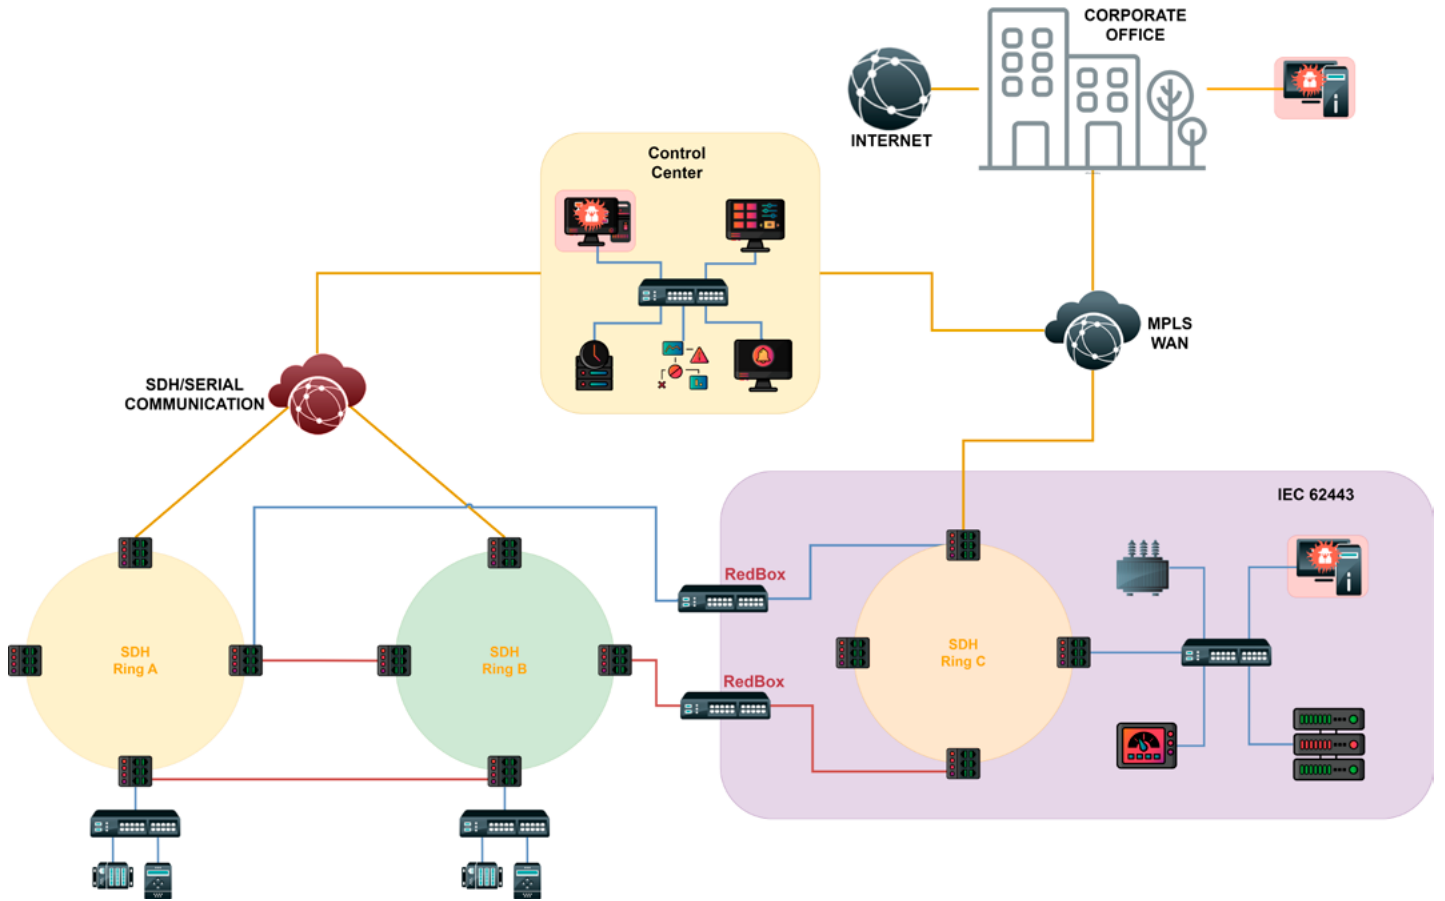 CORPORATE
OFFICE
INTERNET
Control
Center
MPLS
WAN
SDH/SERIAL
COMMUNICATION
IEC 62443
RedBox
SDH
Ring A
SDH
Ring B
SDH
Ring C
RedBox